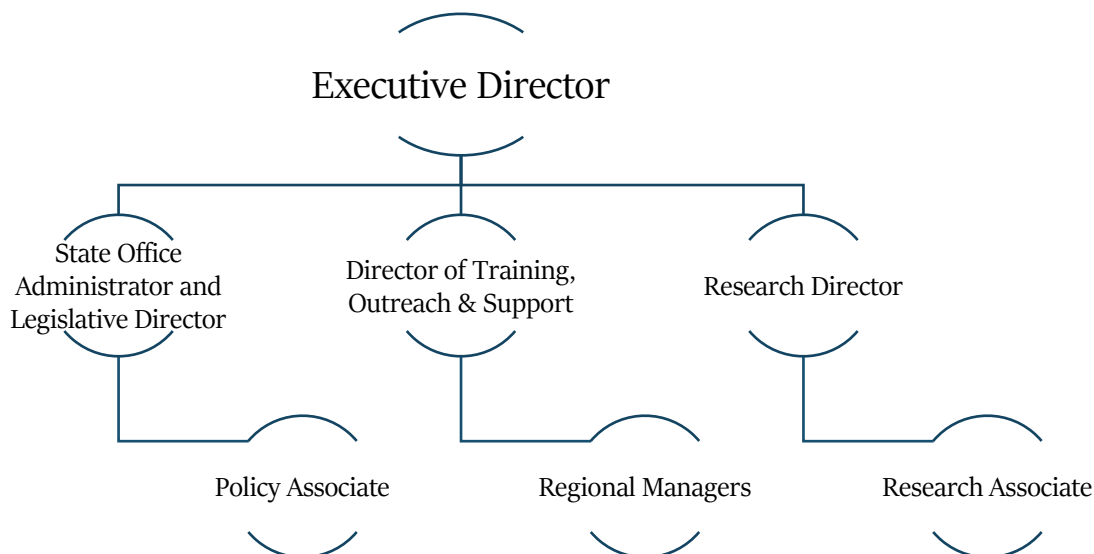 Executive Director
State Office
Administrator and
Legislative Director
Director of Training,
Outreach & Support
Research Director
Policy Associate
Regional Managers
Research Associate